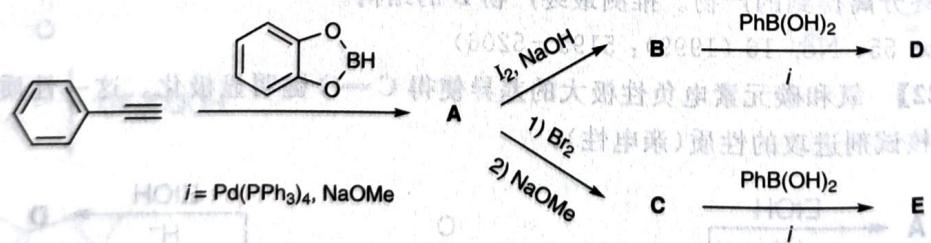 PhB(OH)₂
O
BH
O
I₂, NaOH
B
i
D
A
1) Br₂
2) NaOMe
i = Pd(PPh₃)₄, NaOMe
PhB(OH)₂
C
i
E